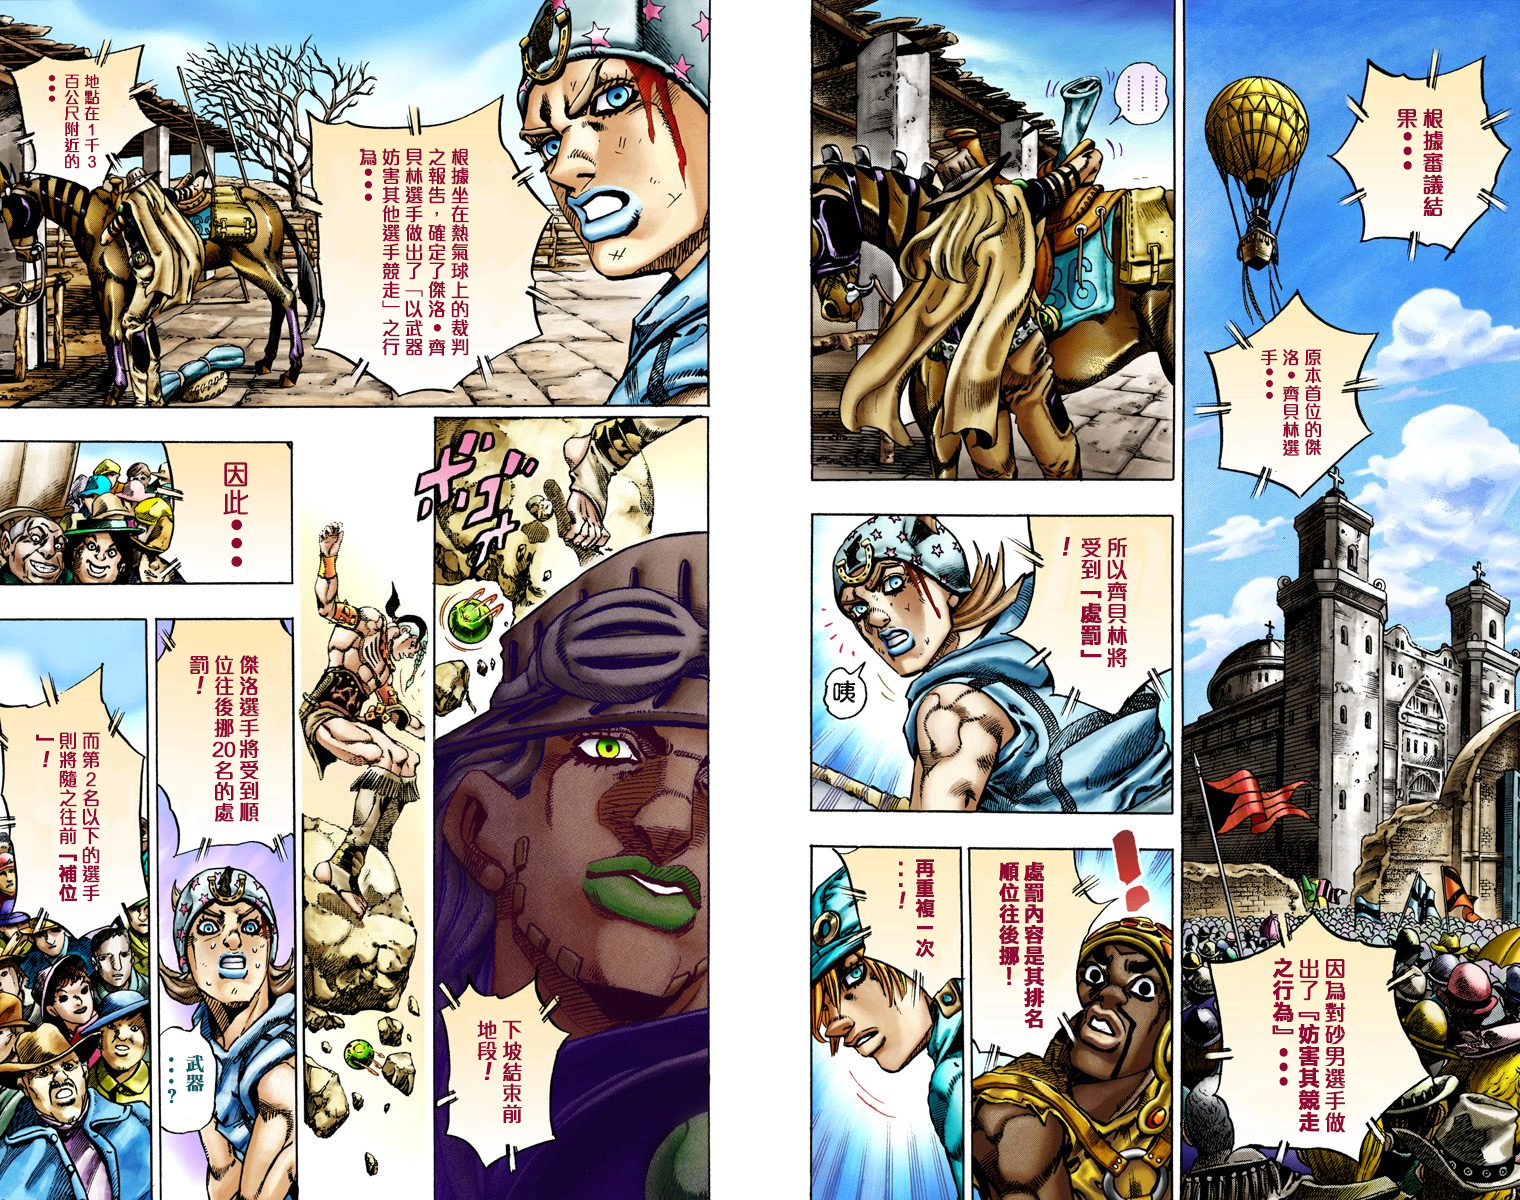 根據審議結
果•••
原本首位的傑
洛•齊貝林選
手•••
因為對砂男選手做
出了『妨害其競走
之行為』•••
………
所以齊貝林將
受到『處罰』
！
咦
！
處罰內容是其排名
順位往後挪！
再重複一次
...！
根據坐在熱氣球上的裁判
之報告，確定了傑洛•齊
貝林選手做出了「以武器
妨害其他選手競走」之行
為•••
地點在1千3
百公尺附近的
•••
ボゴオ
下坡結束前
地段！
因此•••
傑洛選手將受到順
位往後挪20名的處
罰！
武器
...?
而第2名以下的選手
則將隨之往前『補位
』！